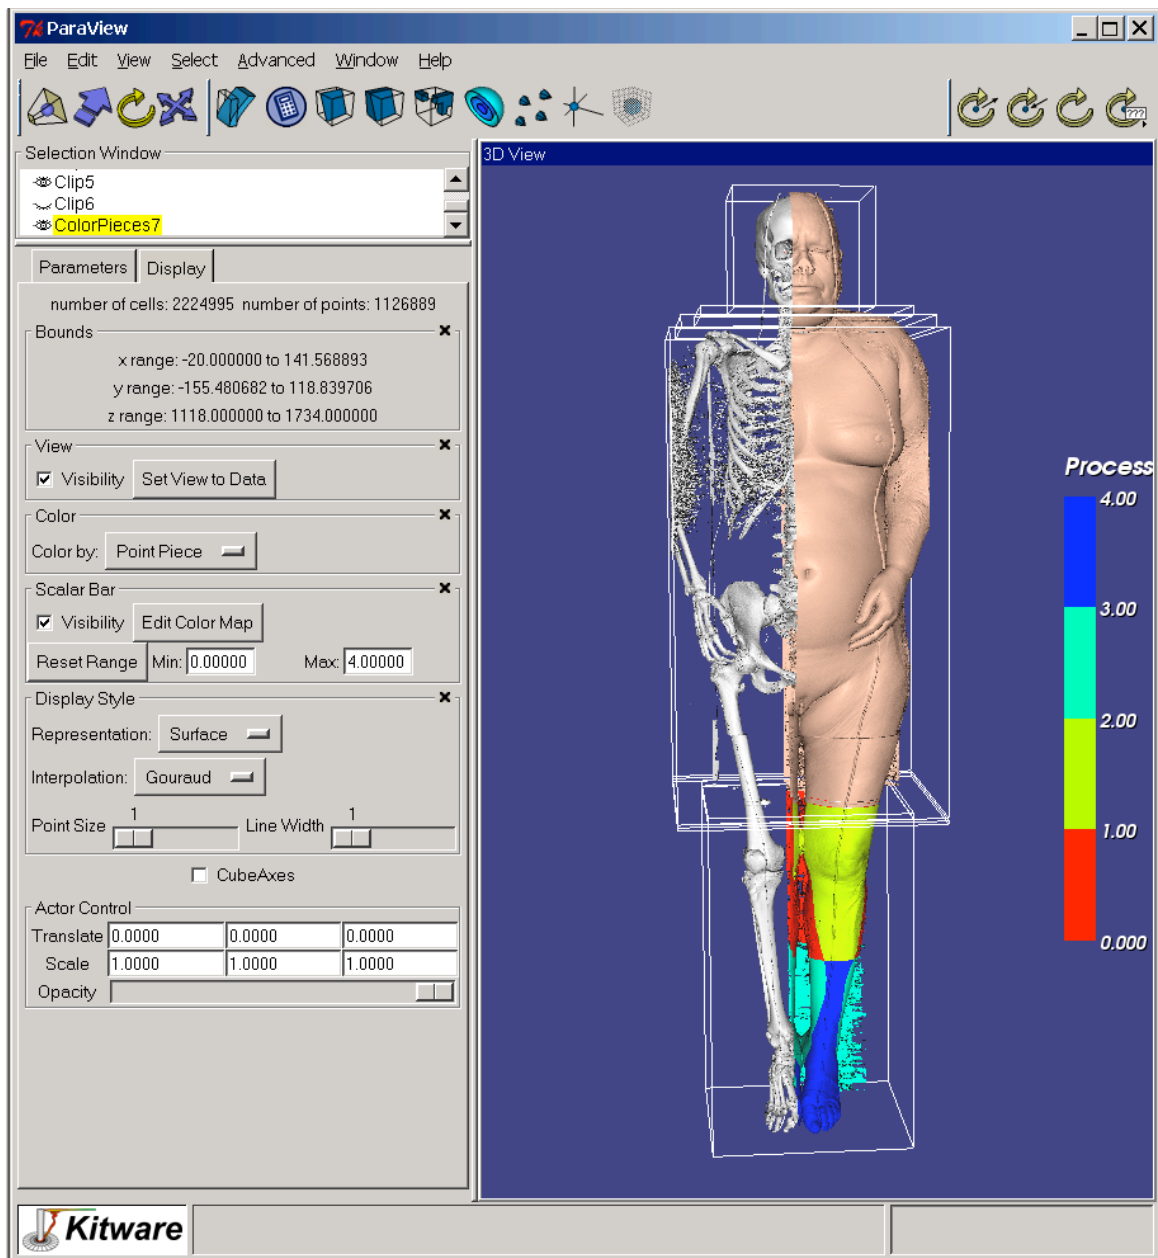 ParaView
File Edit View Select Advanced Window Help
???
Selection Window
Clip5
Clip6
ColorPieces7
Parameters Display
number of cells: 2224995 number of points: 1126889
Bounds
x range: -20.000000 to 141.568893
y range: -155.480682 to 118.839706
z range: 1118.000000 to 1734.000000
View
Visibility Set View to Data
Color
Color by: Point Piece
Scalar Bar
Visibility Edit Color Map
Reset Range Min: 0.00000 Max: 4.00000
Display Style
Representation: Surface
Interpolation: Gouraud
1 1
Point Size Line Width
CubeAxes
Actor Control
Translate 0.0000 0.0000 0.0000
Scale 1.0000 1.0000 1.0000
Opacity
3D View
Process
4.00
3.00
2.00
1.00
0.000
Kitware